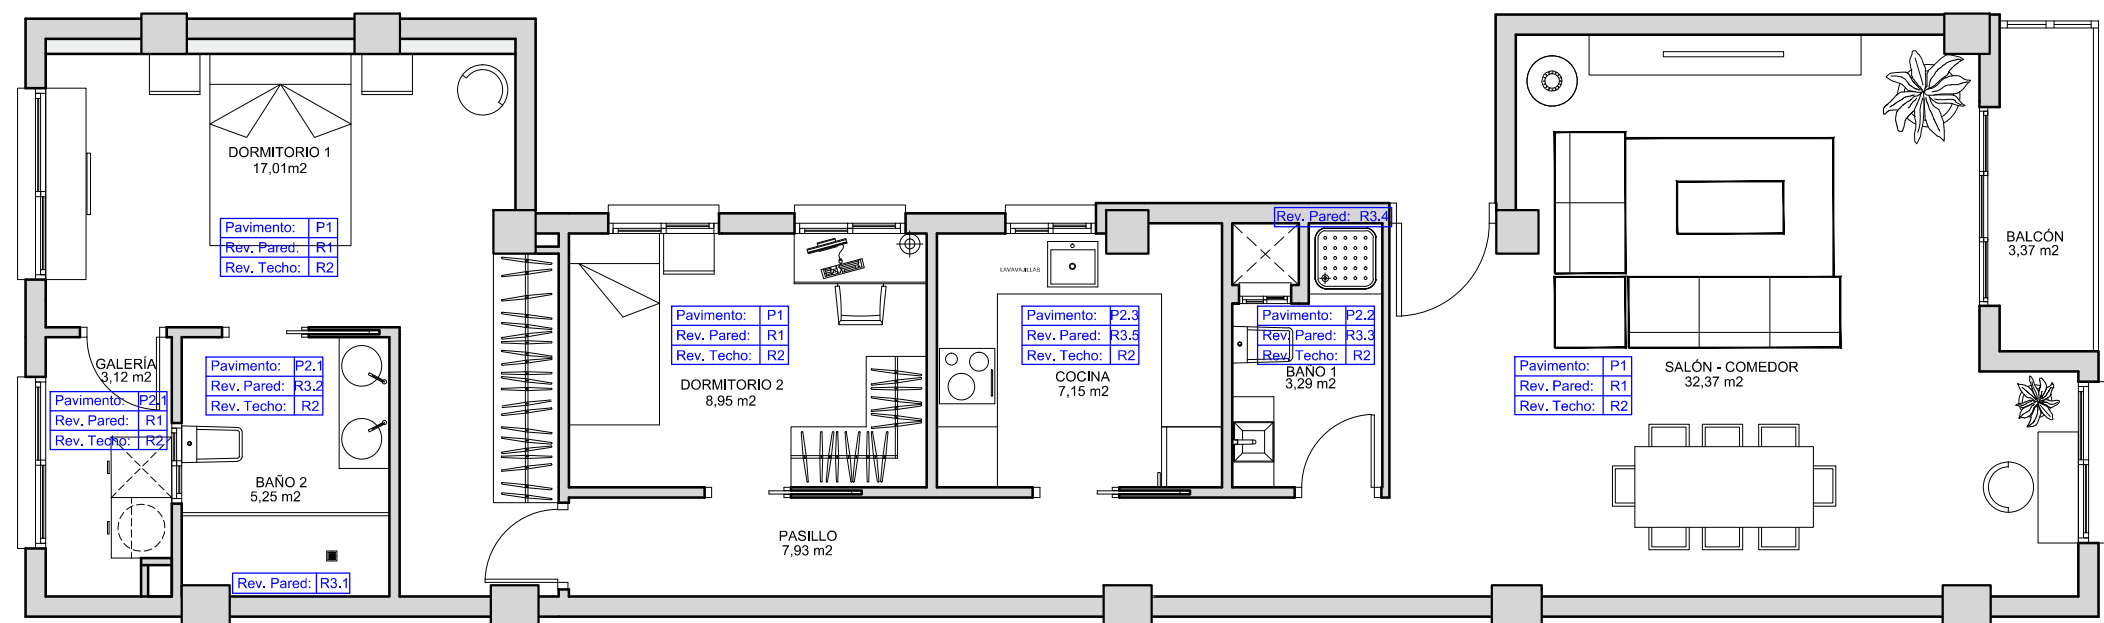 DORMITORIO 1
17,01m2
Pavimento: P1
Rev. Pared: R1
Rev. Techo: R2
GALERÍA
3,12 m2
Pavimento: P2.1
Rev. Pared: R1
Rev. Techo: R2
Pavimento: P2.1
Rev. Pared: R3.2
Rev. Techo: R2
BAÑO 2
5,25 m2
Rev. Pared: R3.1
Pavimento: P1
Rev. Pared: R1
Rev. Techo: R2
DORMITORIO 2
8,95 m2
PASILLO
7,93 m2
LAVAVAJILLAS
Pavimento: P2.3
Rev. Pared: R3.5
Rev. Techo: R2
COCINA
7,15 m2
Rev. Pared: R3.4
Pavimento: P2.2
Rev. Pared: R3.3
Rev. Techo: R2
BAÑO 1
3,29 m2
Pavimento: P1
Rev. Pared: R1
Rev. Techo: R2
SALÓN - COMEDOR
32,37 m2
BALCÓN
3,37 m2